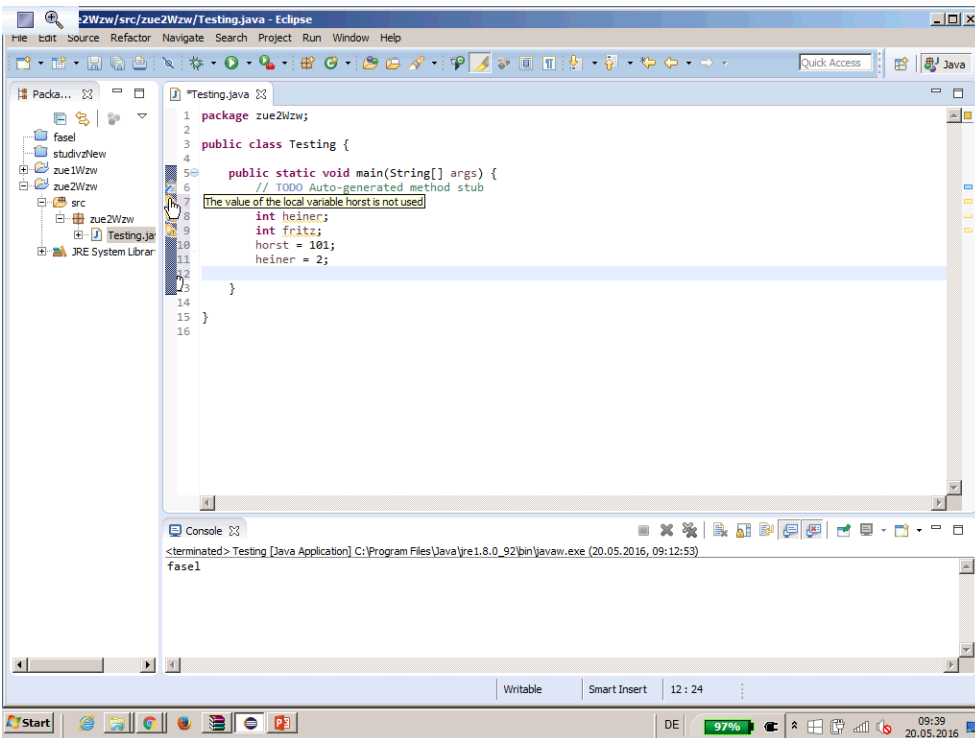 e2Wzw/src/zue2Wzw/Testing.java - Eclipse
File Edit Source Refactor Navigate Search Project Run Window Help
Quick Access
Java
Packa...
fasel
studivzNew
zue1Wzw
zue2Wzw
src
zue2Wzw
Testing.ja
JRE System Librar
*Testing.java
1 package zue2Wzw;
2
3 public class Testing {
4
5 public static void main(String[] args) {
6 // TODO Auto-generated method stub
7 The value of the local variable horst is not used
8 int heiner;
9 int fritz;
10 horst = 101;
11 heiner = 2;
12
13 }
14
15 }
16
Console
<terminated> Testing [Java Application] C:\Program Files\Java\jre1.8.0_92\bin\javaw.exe (20.05.2016, 09:12:53)
fasel
Writable Smart Insert 12 : 24
Start
DE 97% 09:39
20.05.2016